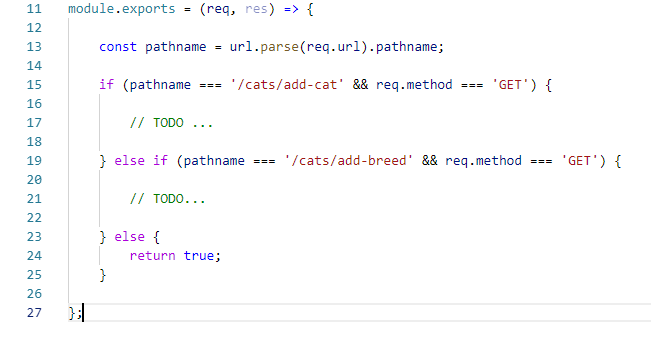 11 module.exports = (req, res) => {
12
13 const pathname = url.parse(req.url).pathname;
14
15 if (pathname === '/cats/add-cat' && req.method === 'GET') {
16
17 // TODO ...
18
19 } else if (pathname === '/cats/add-breed' && req.method === 'GET') {
20
21 // TODO...
22
23 } else {
24 return true;
25 }
26
27 };